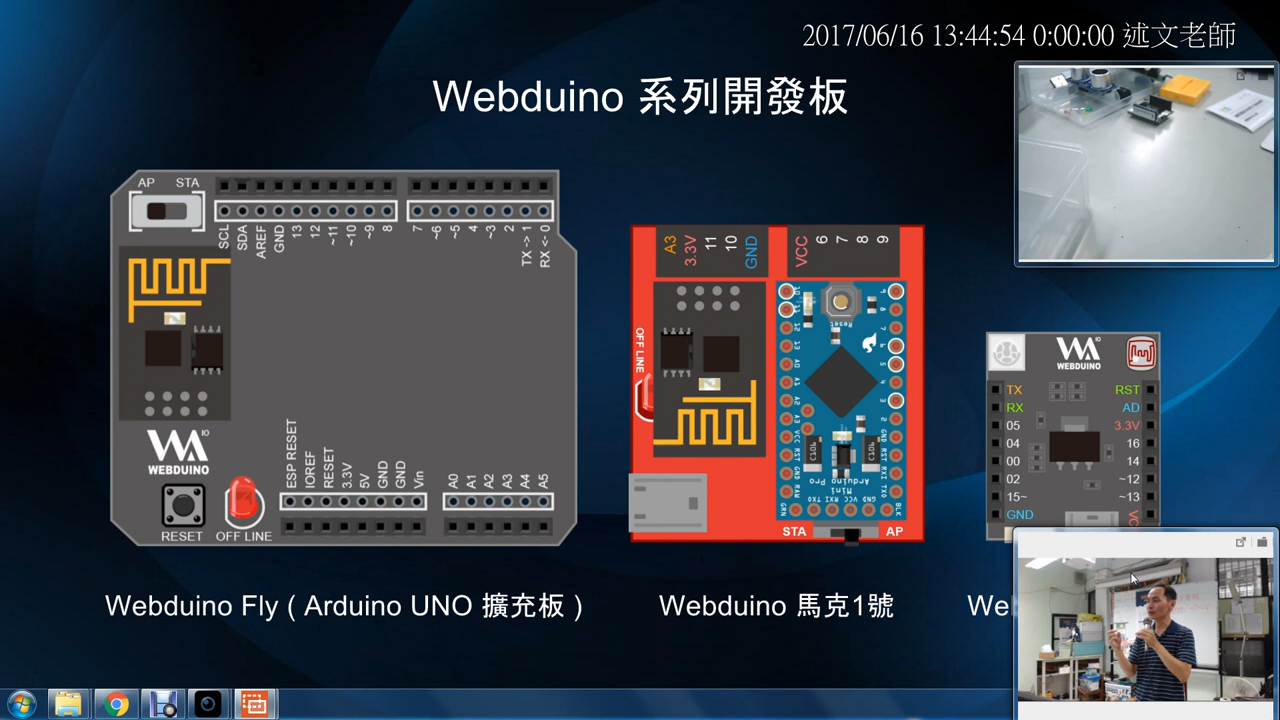 2017/06/16 13:44:54 0:00:00 述文老師
Webduino 系列開發板
AP STA
SCL SDA AREF GND 13 12 ~11 ~10 ~9 8 7 ~6 ~5 4 ~3 2 TX->1 RX<-0
WEBDUINO
RESET
OFF LINE
ESP RESET IOREF RESET 3.3V 5V GND GND Vin A0 A1 A2 A3 A4 A5
A3 3.3V 11 10 GND VCC 6 7 8 9
OFF LINE
Reset
Arduino Pro
Mini
STA AP
WEBDUINO
TX RST
RX AD
05 3.3V
04 16
00 14
02 ~12
15~ ~13
GND
Webduino Fly ( Arduino UNO 擴充板 )
Webduino 馬克1號